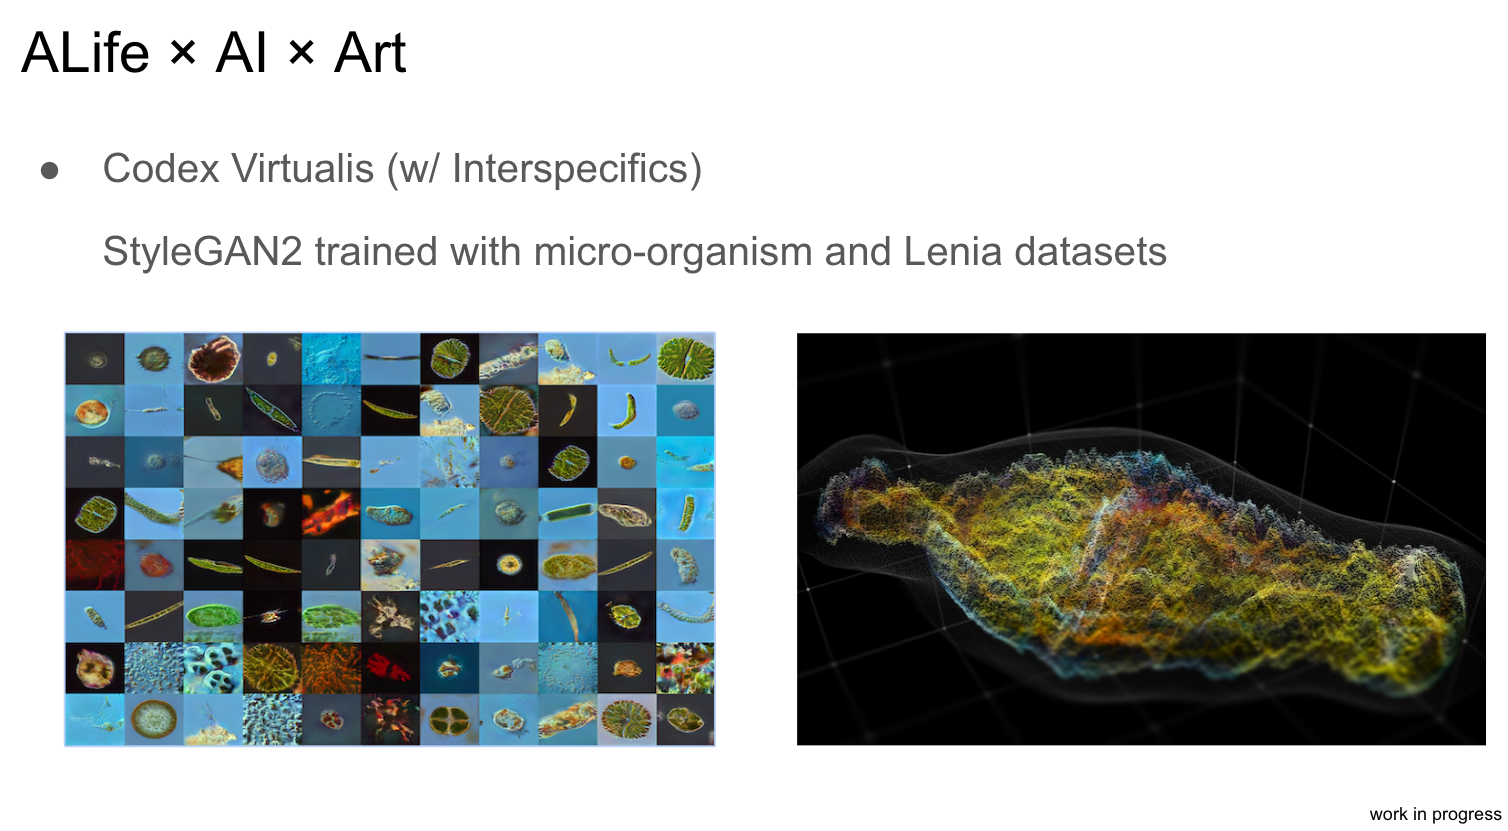 ALife × AI × Art
● Codex Virtualis (w/ Interspecifics)
StyleGAN2 trained with micro-organism and Lenia datasets
work in progress